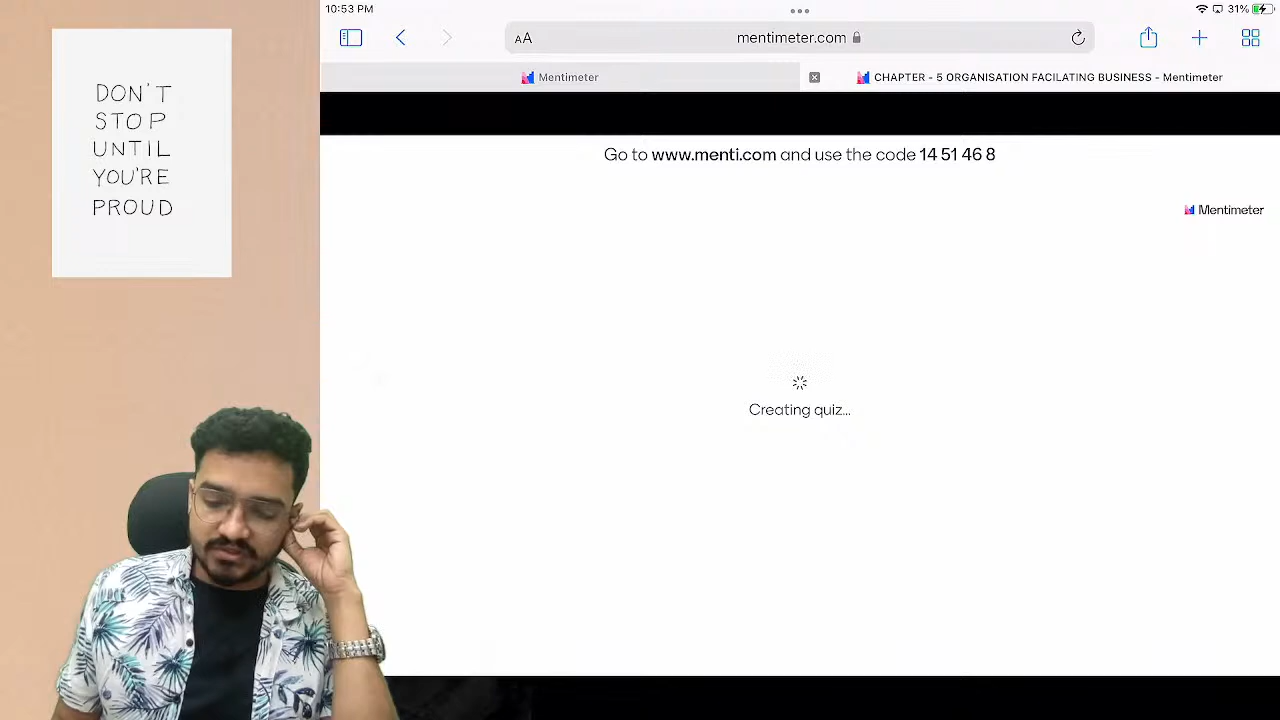 10:53 PM
31%
AA
mentimeter.com
Mentimeter
CHAPTER - 5 ORGANISATION FACILATING BUSINESS - Mentimeter
DON'T
STOP
UNTIL
YOU'RE
PROUD
Go to www.menti.com and use the code 14 51 46 8
Mentimeter
Creating quiz...